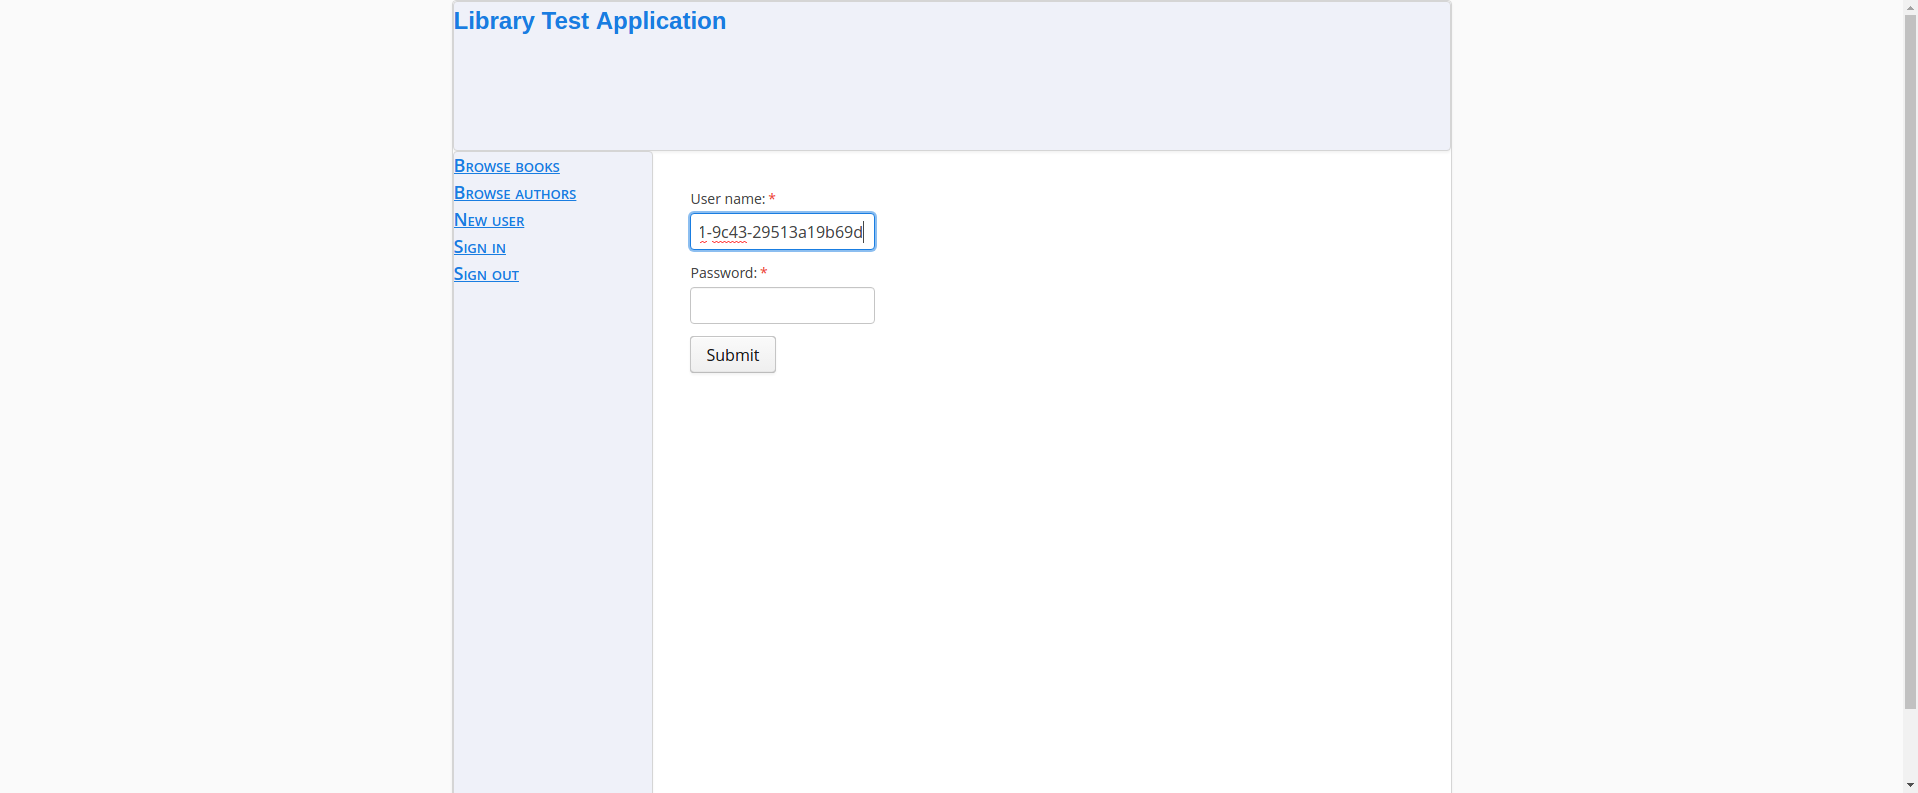 Library Test Application
Browse books
Browse authors
New user
Sign in
Sign out
User name: *
1-9c43-29513a19b69d
Password: *
Submit